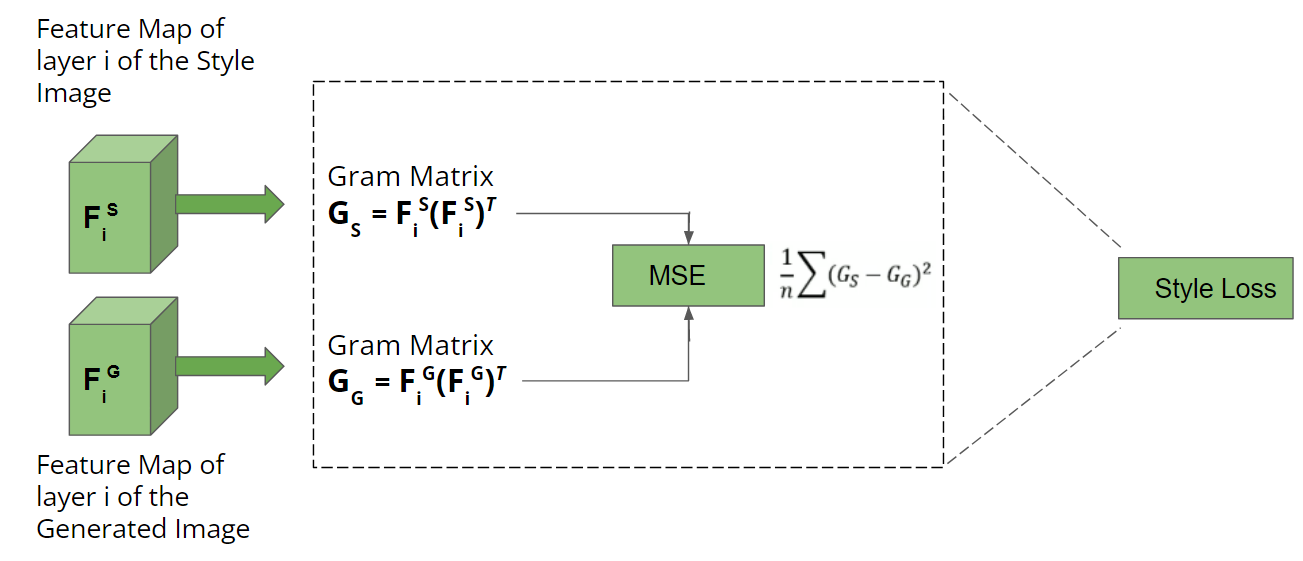 Feature Map of
layer i of the Style
Image
F_i^S
Gram Matrix
G_S = F_i^S(F_i^S)^T
MSE
\frac{1}{n}\sum(G_S – G_G)^2
Style Loss
F_i^G
Gram Matrix
G_G = F_i^G(F_i^G)^T
Feature Map of
layer i of the
Generated Image